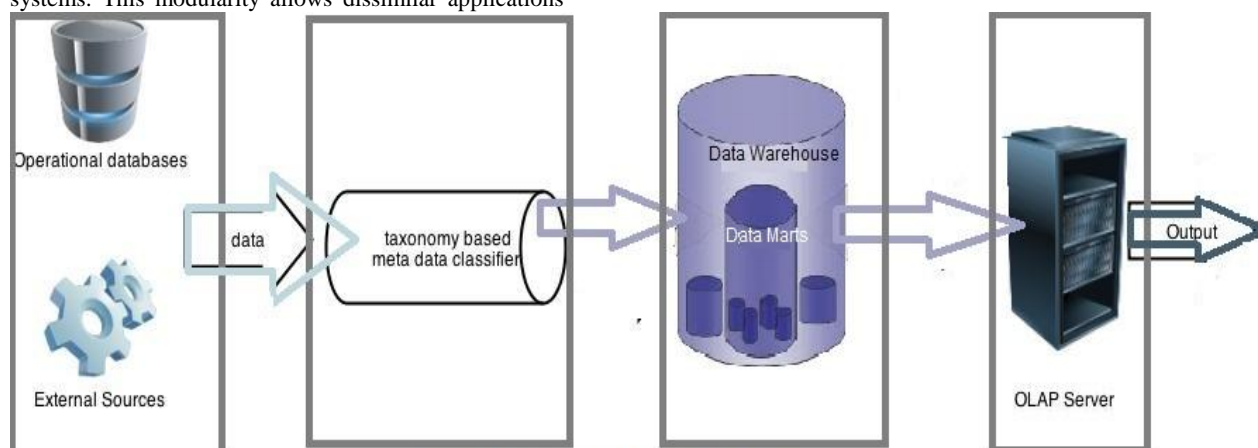 systems. This modularity allows dissimilar applications
Operational databases
External Sources
data
taxonomy based
meta data classifier
Data Warehouse
Data Marts
OLAP Server
Output